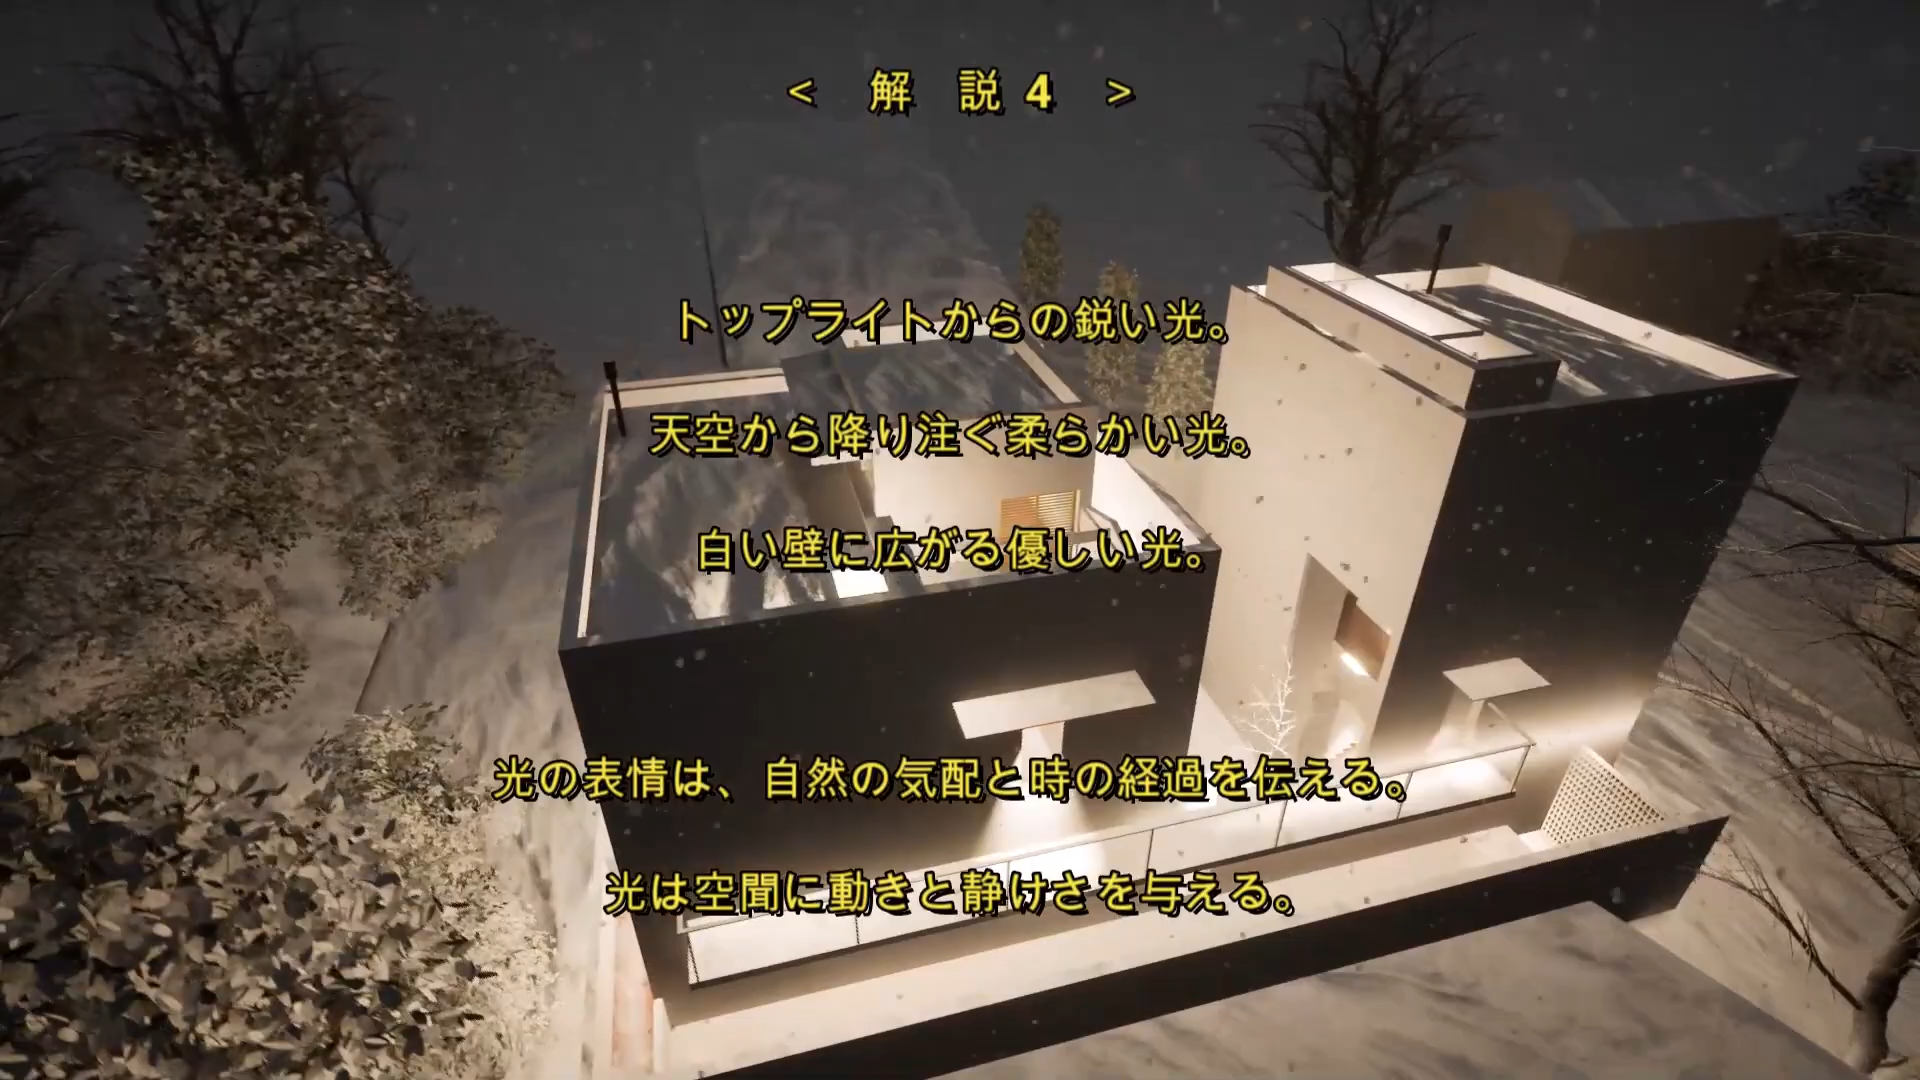 < 解 説 4 >
トップライトからの鋭い光。
天空から降り注ぐ柔らかい光。
白い壁に広がる優しい光。
光の表情は、自然の気配と時の経過を伝える。
光は空間に動きと静けさを与える。